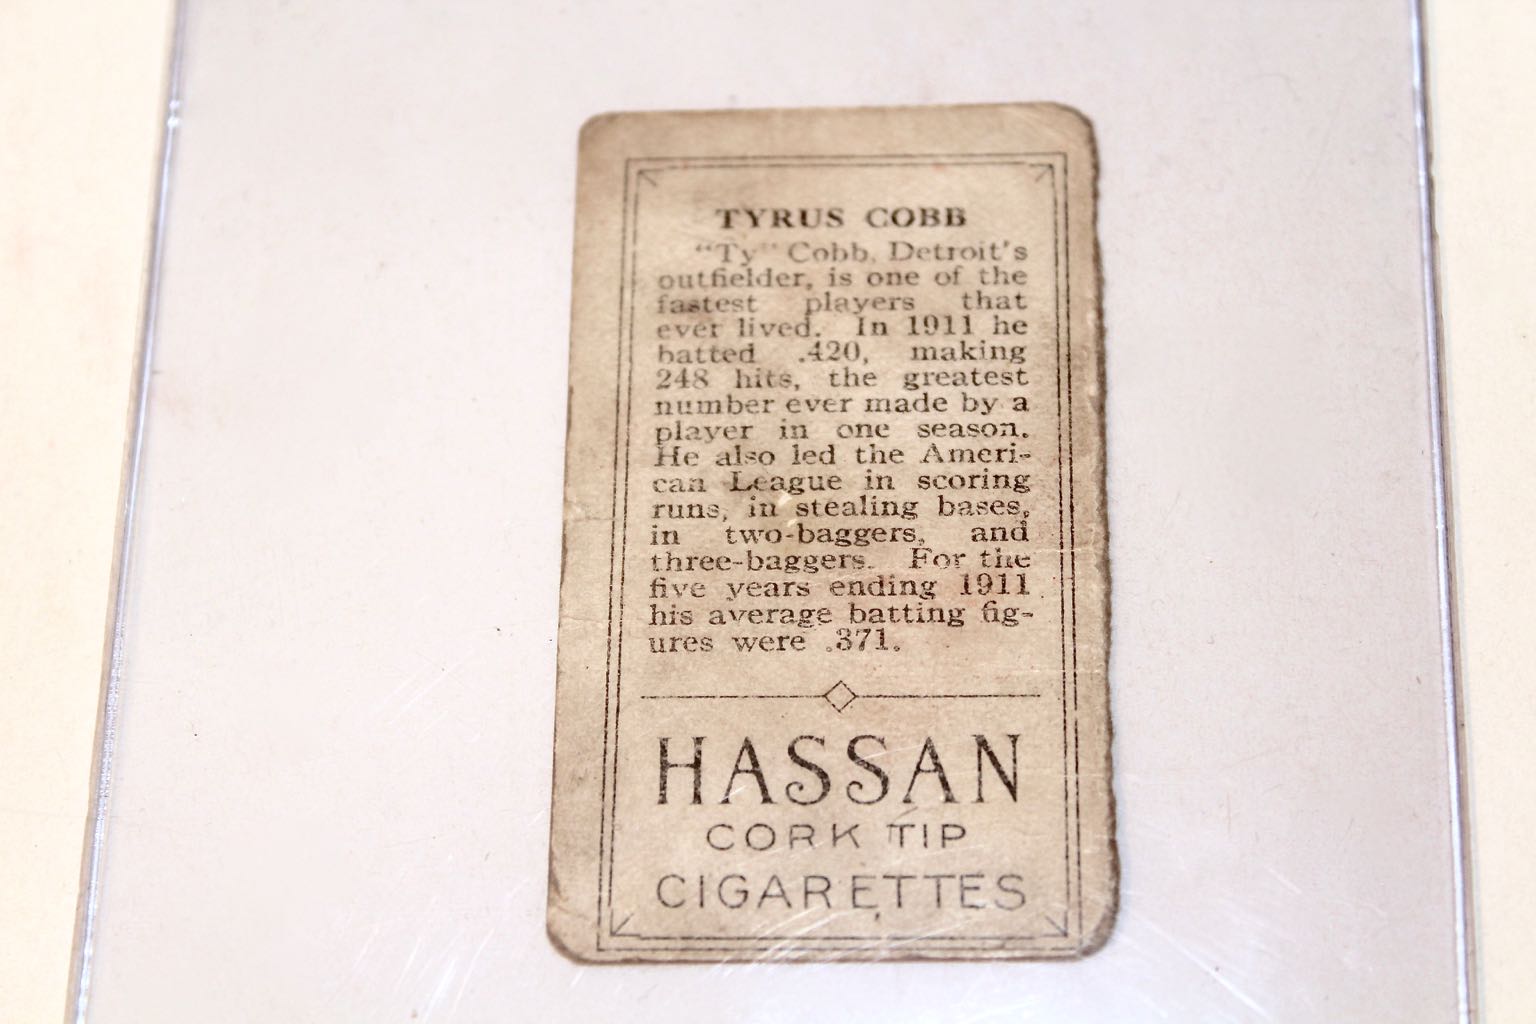 TYRUS COBB
"Ty" Cobb, Detroit's
outfielder, is one of the
fastest players that
ever lived. In 1911 he
batted .420, making
248 hits, the greatest
number ever made by a
player in one season.
He also led the Ameri-
can League in scoring
runs, in stealing bases,
in two-baggers, and
three-baggers. For the
five years ending 1911
his average batting fig-
ures were .371.
HASSAN
CORK TIP
CIGARETTES